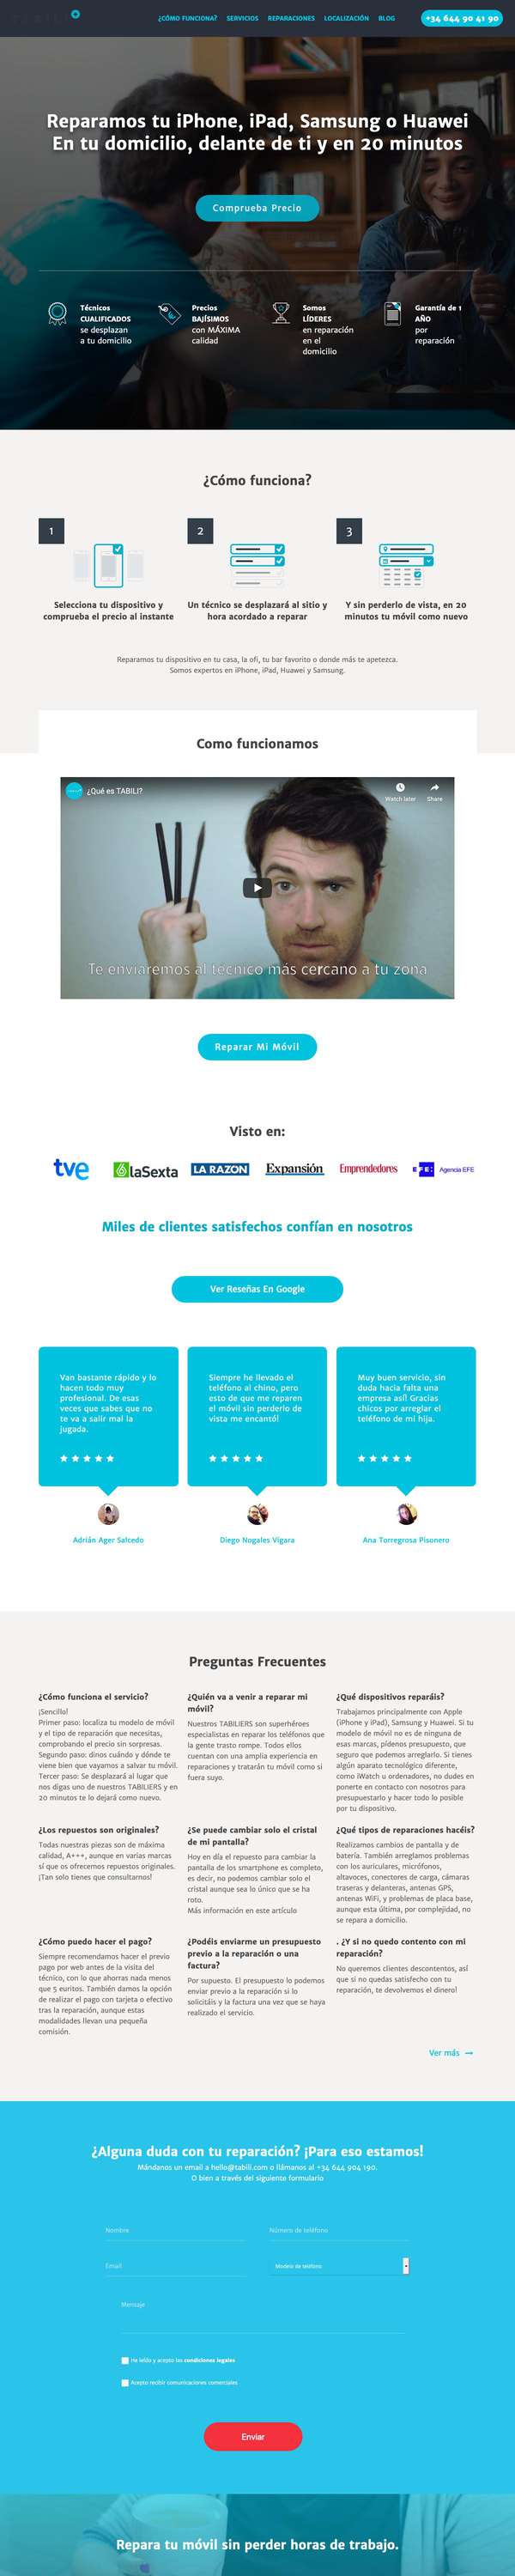 ¿CÓMO FUNCIONA? SERVICIOS REPARACIONES LOCALIZACIÓN BLOG +34 644 90 41 90
Reparamos tu iPhone, iPad, Samsung o Huawei
En tu domicilio, delante de ti y en 20 minutos
Comprueba Precio
Técnicos
CUALIFICADOS
se desplazan
a tu domicilio
Precios
BAJÍSIMOS
con MÁXIMA
calidad
Somos
LÍDERES
en reparación
en el
domicilio
Garantía de 1
AÑO
por
reparación
¿Cómo funciona?
1
Selecciona tu dispositivo y
comprueba el precio al instante
2
Un técnico se desplazará al sitio y
hora acordado a reparar
3
Y sin perderlo de vista, en 20
minutos tu móvil como nuevo
Reparamos tu dispositivo en tu casa, la ofi, tu bar favorito o donde más te apetezca.
Somos expertos en iPhone, iPad, Huawei y Samsung.
Como funcionamos
¿Qué es TABILI?
Watch later
Share
Te enviaremos al técnico más cercano a tu zona
Reparar Mi Móvil
Visto en:
tve
6 laSexta
LA RAZON
Expansión
Emprendedores
EFE: Agencia EFE
Miles de clientes satisfechos confían en nosotros
Ver Reseñas En Google
Van bastante rápido y lo
hacen todo muy
profesional. De esas
veces que sabes que no
te va a salir mal la
jugada.
Adrián Ager Salcedo
Siempre he llevado el
teléfono al chino, pero
esto de que me reparen
el móvil sin perderlo de
vista me encantó!
Diego Nogales Vigara
Muy buen servicio, sin
duda hacía falta una
empresa así! Gracias
chicos por arreglar el
teléfono de mi hija.
Ana Torregrosa Pisonero
Preguntas Frecuentes
¿Cómo funciona el servicio?
¡Sencillo!
Primer paso: localiza tu modelo de móvil
y el tipo de reparación que necesitas,
comprobando el precio sin sorpresas.
Segundo paso: dinos cuándo y dónde te
viene bien que vayamos a salvar tu móvil.
Tercer paso: Se desplazará al lugar que
nos digas uno de nuestros TABILIERS y en
20 minutos te lo dejará como nuevo.
¿Quién va a venir a reparar mi
móvil?
Nuestros TABILIERS son superhéroes
especialistas en reparar los teléfonos que
la gente trasto rompe. Todos ellos
cuentan con una amplia experiencia en
reparaciones y tratarán tu móvil como si
fuera suyo.
¿Qué dispositivos reparáis?
Trabajamos principalmente con Apple
(iPhone y iPad), Samsung y Huawei. Si tu
modelo de móvil no es de ninguna de
esas marcas, pídenos presupuesto, que
seguro que podemos arreglarlo. Si tienes
algún aparato tecnológico diferente,
como iWatch u ordenadores, no dudes en
ponerte en contacto con nosotros para
presupuestarlo y hacer todo lo posible
por tu dispositivo.
¿Los repuestos son originales?
Todas nuestras piezas son de máxima
calidad, A+++, aunque en varias marcas
sí que os ofrecemos repuestos originales.
¡Tan solo tienes que consultarnos!
¿Se puede cambiar solo el cristal
de mi pantalla?
Hoy en día el repuesto para cambiar la
pantalla de los smartphone es completo,
es decir, no podemos cambiar solo el
cristal aunque sea lo único que se ha
roto.
Más información en este artículo
¿Qué tipos de reparaciones hacéis?
Realizamos cambios de pantalla y de
batería. También arreglamos problemas
con los auriculares, micrófonos,
altavoces, conectores de carga, cámaras
traseras y delanteras, antenas GPS,
antenas WiFi, y problemas de placa base,
aunque esta última, por complejidad, no
se repara a domicilio.
¿Cómo puedo hacer el pago?
Siempre recomendamos hacer el previo
pago por web antes de la visita del
técnico, con lo que ahorras nada menos
que 5 euritos. También damos la opción
de realizar el pago con tarjeta o efectivo
tras la reparación, aunque estas
modalidades llevan una pequeña
comisión.
¿Podéis enviarme un presupuesto
previo a la reparación o una
factura?
Por supuesto. El presupuesto lo podemos
enviar previo a la reparación si lo
solicitáis y la factura una vez que se haya
realizado el servicio.
. ¿Y si no quedo contento con mi
reparación?
No queremos clientes descontentos, así
que si no quedas satisfecho con tu
reparación, te devolvemos el dinero!
Ver más →
¿Alguna duda con tu reparación? ¡Para eso estamos!
Mándanos un email a hello@tabili.com o llámanos al +34 644 904 190.
O bien a través del siguiente formulario
Nombre
Número de teléfono
Email
Modelo de teléfono
Mensaje
He leído y acepto las condiciones legales
Acepto recibir comunicaciones comerciales
Enviar
Repara tu móvil sin perder horas de trabajo.